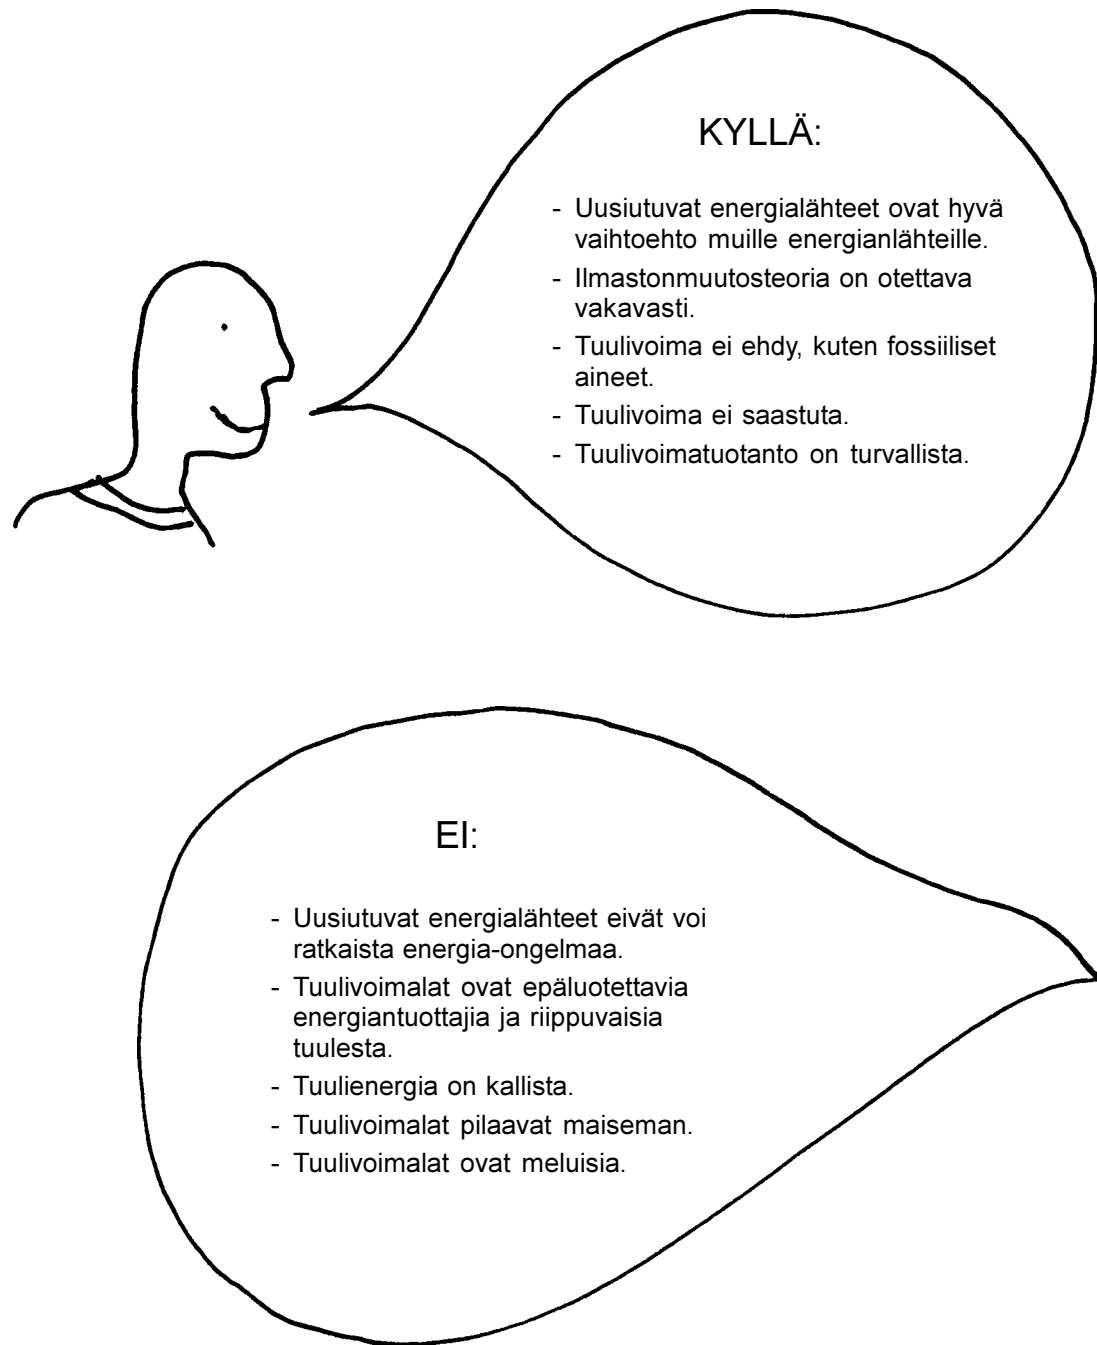 KYLLÄ:
- Uusiutuvat energialähteet ovat hyvä
vaihtoehto muille energianlähteille.
- Ilmastonmuutosteoria on otettava
vakavasti.
- Tuulivoima ei ehdy, kuten fossiiliset
aineet.
- Tuulivoima ei saastuta.
- Tuulivoimatuotanto on turvallista.
EI:
- Uusiutuvat energialähteet eivät voi
ratkaista energia-ongelmaa.
- Tuulivoimalat ovat epäluotettavia
energiantuottajia ja riippuvaisia
tuulesta.
- Tuulienergia on kallista.
- Tuulivoimalat pilaavat maiseman.
- Tuulivoimalat ovat meluisia.